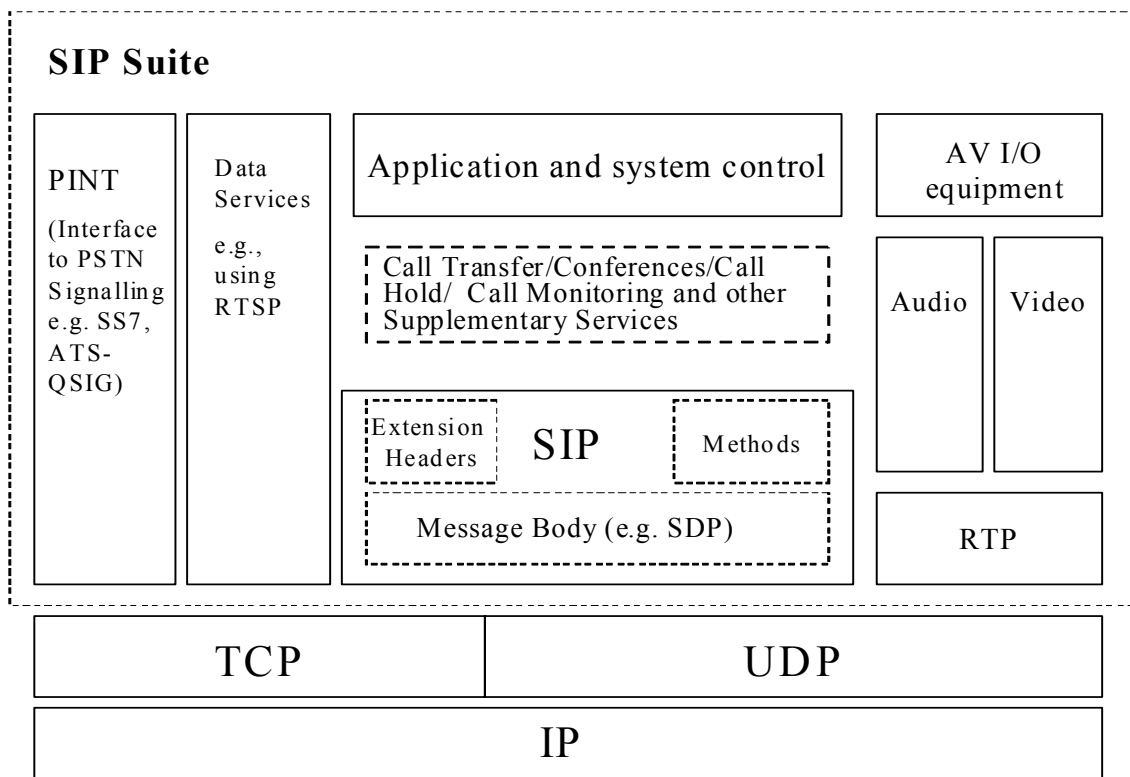 SIP Suite
PINT
(Interface
to PSTN
Signalling
e.g. SS7,
ATS-
QSIG)
Data
Services
e.g.,
using
RTSP
Application and system control
Call Transfer/Conferences/Call
Hold/ Call Monitoring and other
Supplementary Services
Extension
Headers
SIP
Methods
Message Body (e.g. SDP)
AV I/O
equipment
Audio
Video
RTP
TCP
UDP
IP